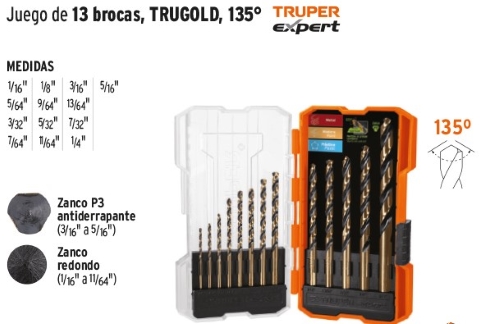 Juego de 13 brocas, TRUGOLD, 135°
TRUPER
expert
MEDIDAS
1/16" 1/8" 3/16" 5/16"
5/64" 9/64" 13/64"
3/32" 5/32" 7/32"
7/64" 11/64" 1/4"
135°
Zanco P3
antiderrapante
(3/16" a 5/16")
Zanco
redondo
(1/16" a 11/64")